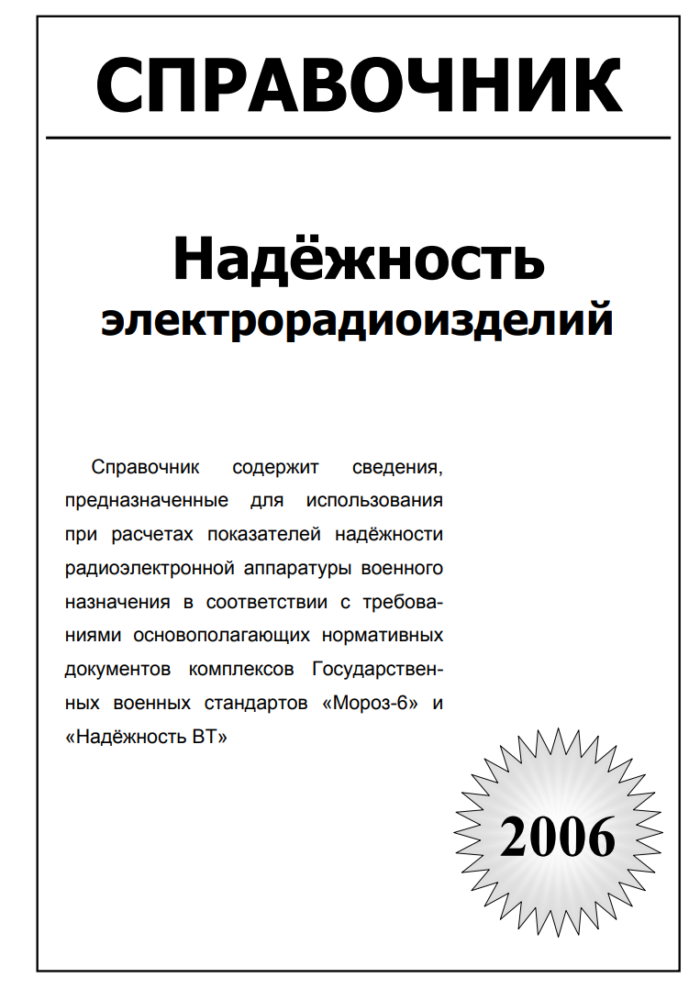 СПРАВОЧНИК
Надёжность
электрорадиоизделий
Справочник содержит сведения,
предназначенные для использования
при расчетах показателей надёжности
радиоэлектронной аппаратуры военного
назначения в соответствии с требова-
ниями основополагающих нормативных
документов комплексов Государствен-
ных военных стандартов «Мороз-6» и
«Надёжность ВТ»
2006